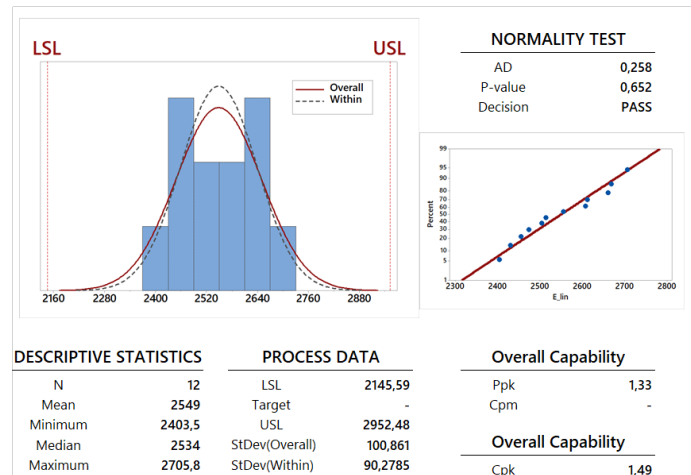 LSL USL
Overall
Within
2160 2280 2400 2520 2640 2760 2880
NORMALITY TEST
AD 0,258
P-value 0,652
Decision PASS
99
95
90
80
70
60
50
40
30
20
10
5
1
Percent
2300 2400 2500 2600 2700 2800
E_lin
DESCRIPTIVE STATISTICS
N 12
Mean 2549
Minimum 2403,5
Median 2534
Maximum 2705,8
PROCESS DATA
LSL 2145,59
Target -
USL 2952,48
StDev(Overall) 100,861
StDev(Within) 90,2785
Overall Capability
Ppk 1,33
Cpm -
Overall Capability
Cpk 1,49